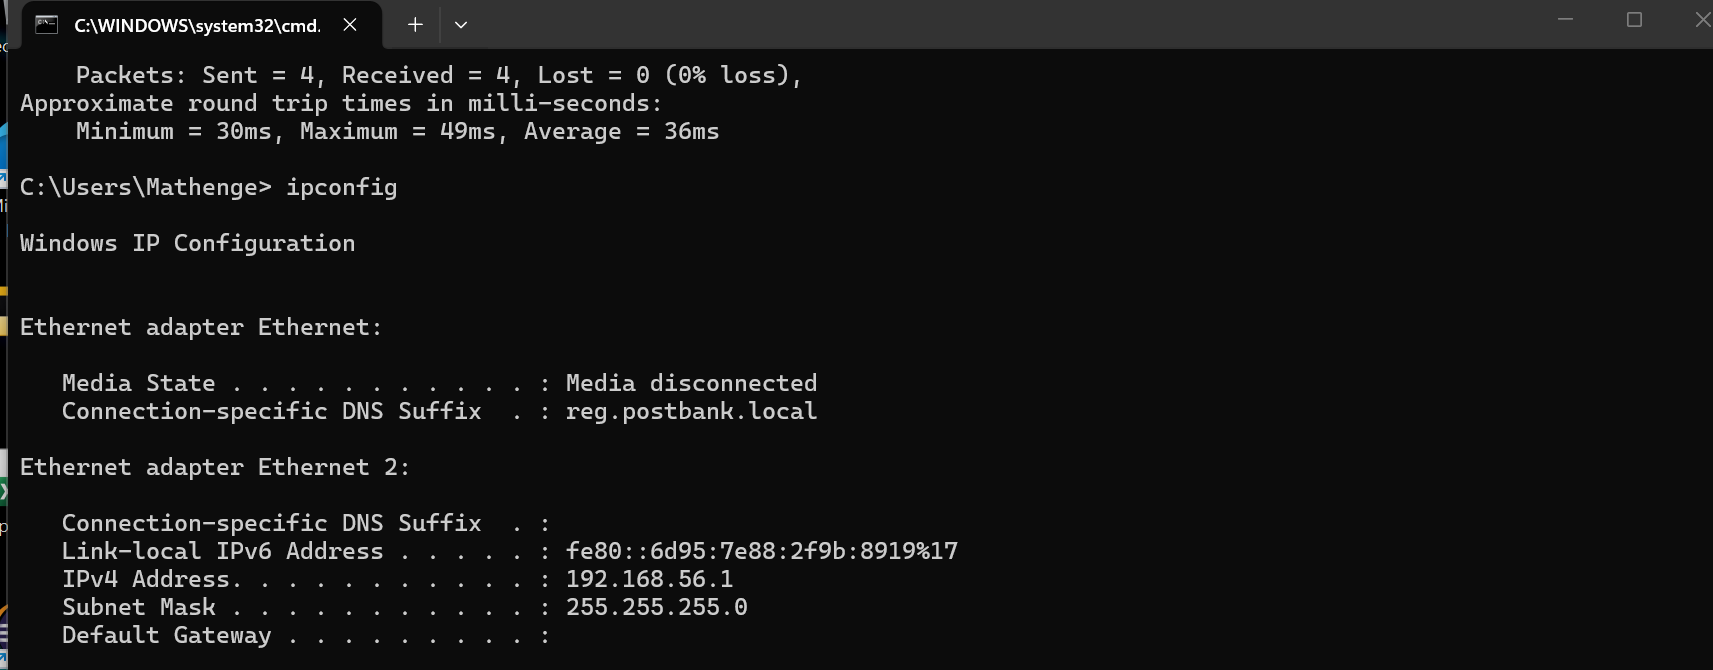 C:\WINDOWS\system32\cmd.
Packets: Sent = 4, Received = 4, Lost = 0 (0% loss),
Approximate round trip times in milli-seconds:
Minimum = 30ms, Maximum = 49ms, Average = 36ms
C:\Users\Mathenge> ipconfig
Windows IP Configuration
Ethernet adapter Ethernet:
Media State . . . . . . . . . . . : Media disconnected
Connection-specific DNS Suffix  . : reg.postbank.local
Ethernet adapter Ethernet 2:
Connection-specific DNS Suffix  . :
Link-local IPv6 Address . . . . . : fe80::6d95:7e88:2f9b:8919%17
IPv4 Address. . . . . . . . . . . : 192.168.56.1
Subnet Mask . . . . . . . . . . . : 255.255.255.0
Default Gateway . . . . . . . . . :